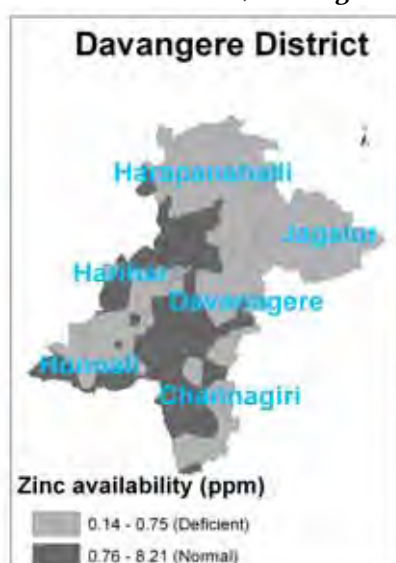 Davangere District
Harapanahalli
Jagalur
Harihar
Davanagere
Honnali
Channagiri
Zinc availability (ppm)
0.14 - 0.75 (Deficient)
0.76 - 8.21 (Normal)